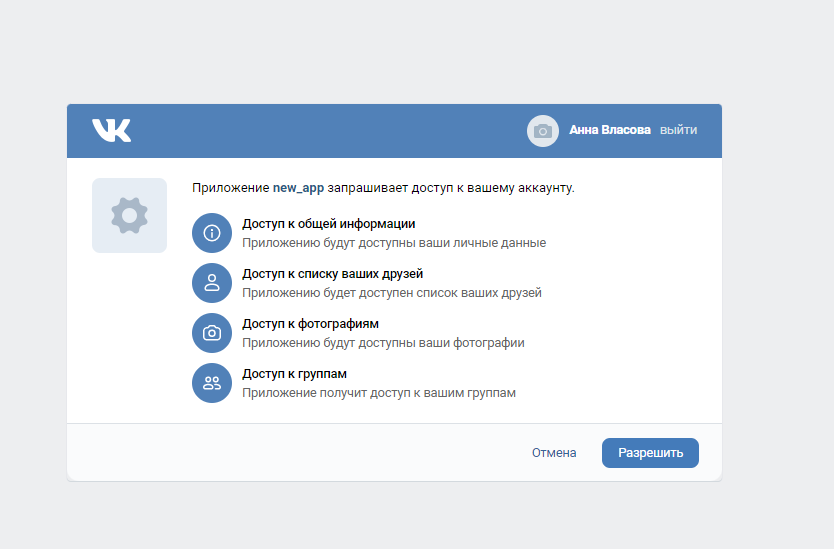 VK
Анна Власова выйти
Приложение new_app запрашивает доступ к вашему аккаунту.
Доступ к общей информации
Приложению будут доступны ваши личные данные
Доступ к списку ваших друзей
Приложению будет доступен список ваших друзей
Доступ к фотографиям
Приложению будут доступны ваши фотографии
Доступ к группам
Приложение получит доступ к вашим группам
Отмена Разрешить